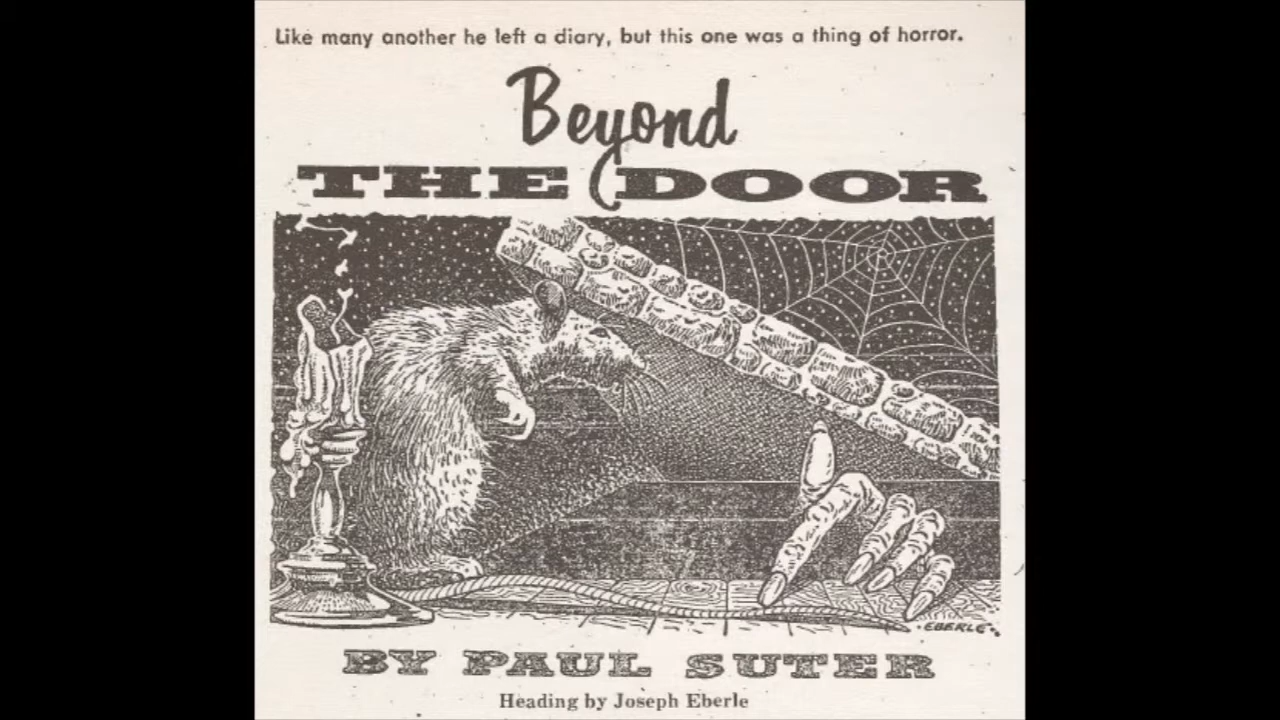 Like many another he left a diary, but this one was a thing of horror.
Beyond
THE DOOR
·EBERLE·
BY PAUL SUTER
Heading by Joseph Eberle